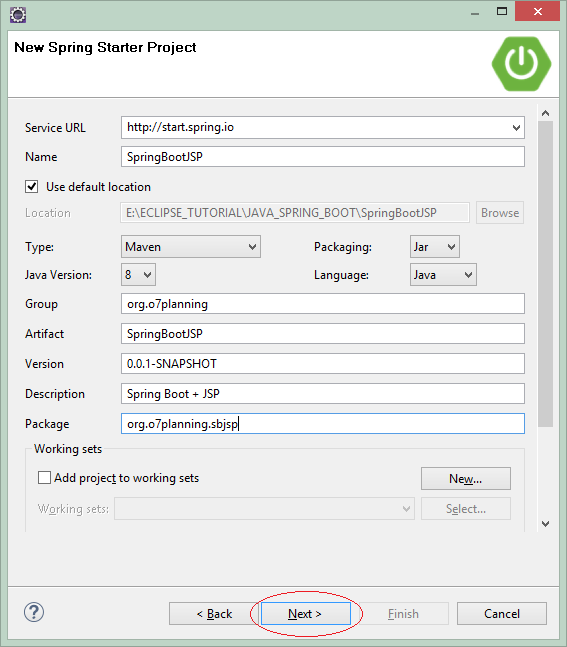 New Spring Starter Project
Service URL http://start.spring.io
Name SpringBootJSP
Use default location
Location E:\ECLIPSE_TUTORIAL\JAVA_SPRING_BOOT\SpringBootJSP Browse
Type: Maven Packaging: Jar
Java Version: 8 Language: Java
Group org.o7planning
Artifact SpringBootJSP
Version 0.0.1-SNAPSHOT
Description Spring Boot + JSP
Package org.o7planning.sbjsp
Working sets
Add project to working sets New...
Working sets: Select...
? < Back Next > Finish Cancel